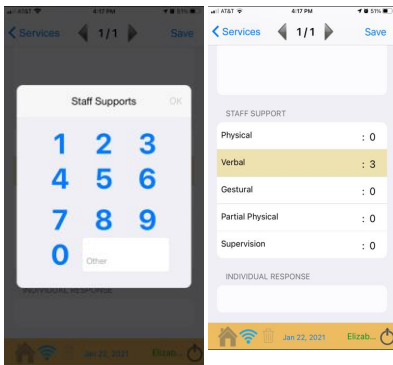 AT&T 4:17 PM 51%
Services 1/1 Save
Staff Supports OK
1 2 3
4 5 6
7 8 9
0 Other
INDIVIDUAL RESPONSE
Jan 22, 2021 Elizab...
AT&T 4:17 PM 51%
Services 1/1 Save
STAFF SUPPORT
Physical : 0
Verbal : 3
Gestural : 0
Partial Physical : 0
Supervision : 0
INDIVIDUAL RESPONSE
Jan 22, 2021 Elizab...